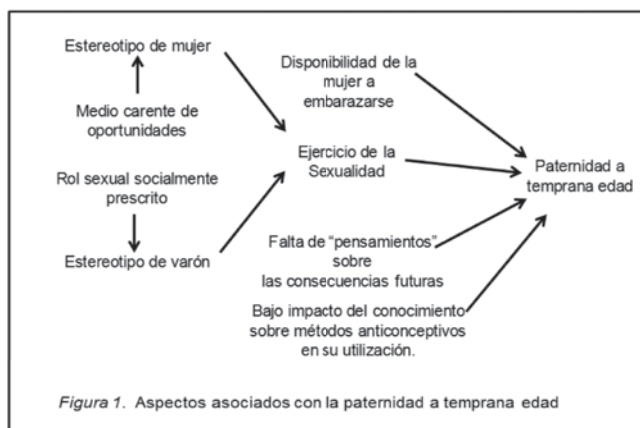 Estereotipo de mujer
Medio carente de
oportunidades
Rol sexual socialmente
prescrito
Estereotipo de varón
Disponibilidad de la
mujer a
embarazarse
Ejercicio de la
Sexualidad
Falta de “pensamientos”
sobre
las consecuencias futuras
Bajo impacto del conocimiento
sobre métodos anticonceptivos
en su utilización.
Paternidad a
temprana edad
Figura 1. Aspectos asociados con la paternidad a temprana edad